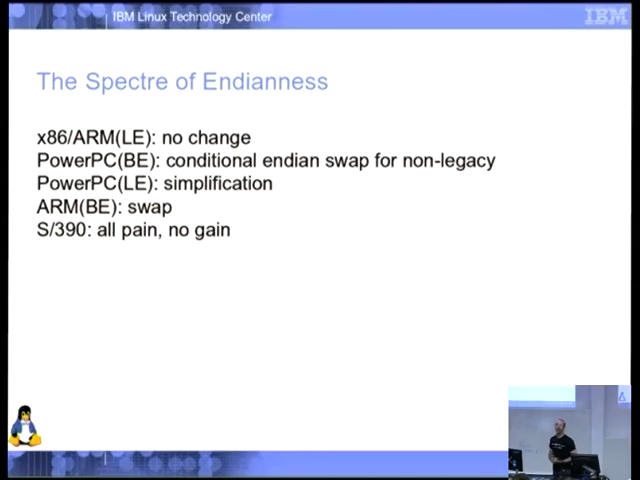 IBM Linux Technology Center
IBM
The Spectre of Endianness
x86/ARM(LE): no change
PowerPC(BE): conditional endian swap for non-legacy
PowerPC(LE): simplification
ARM(BE): swap
S/390: all pain, no gain